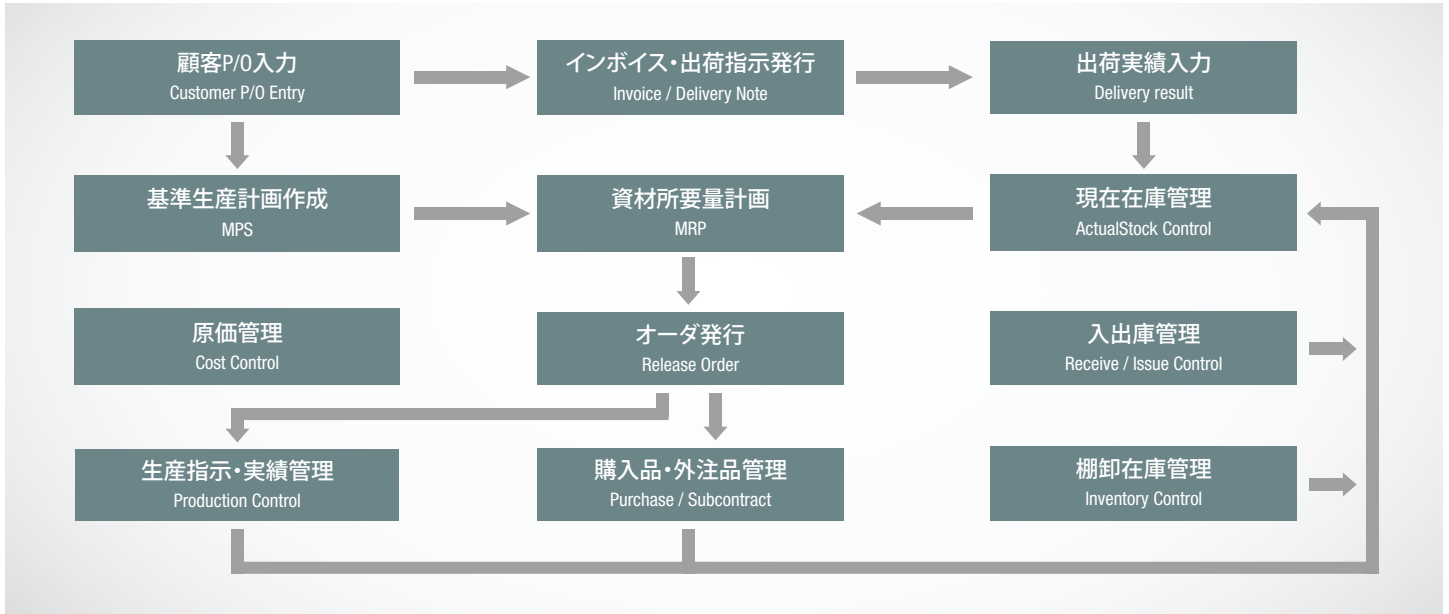 顧客P/O入力
Customer P/O Entry
インボイス・出荷指示発行
Invoice / Delivery Note
出荷実績入力
Delivery result
基準生産計画作成
MPS
資材所要量計画
MRP
現在在庫管理
ActualStock Control
原価管理
Cost Control
オーダ発行
Release Order
入出庫管理
Receive / Issue Control
生産指示・実績管理
Production Control
購入品・外注品管理
Purchase / Subcontract
棚卸在庫管理
Inventory Control